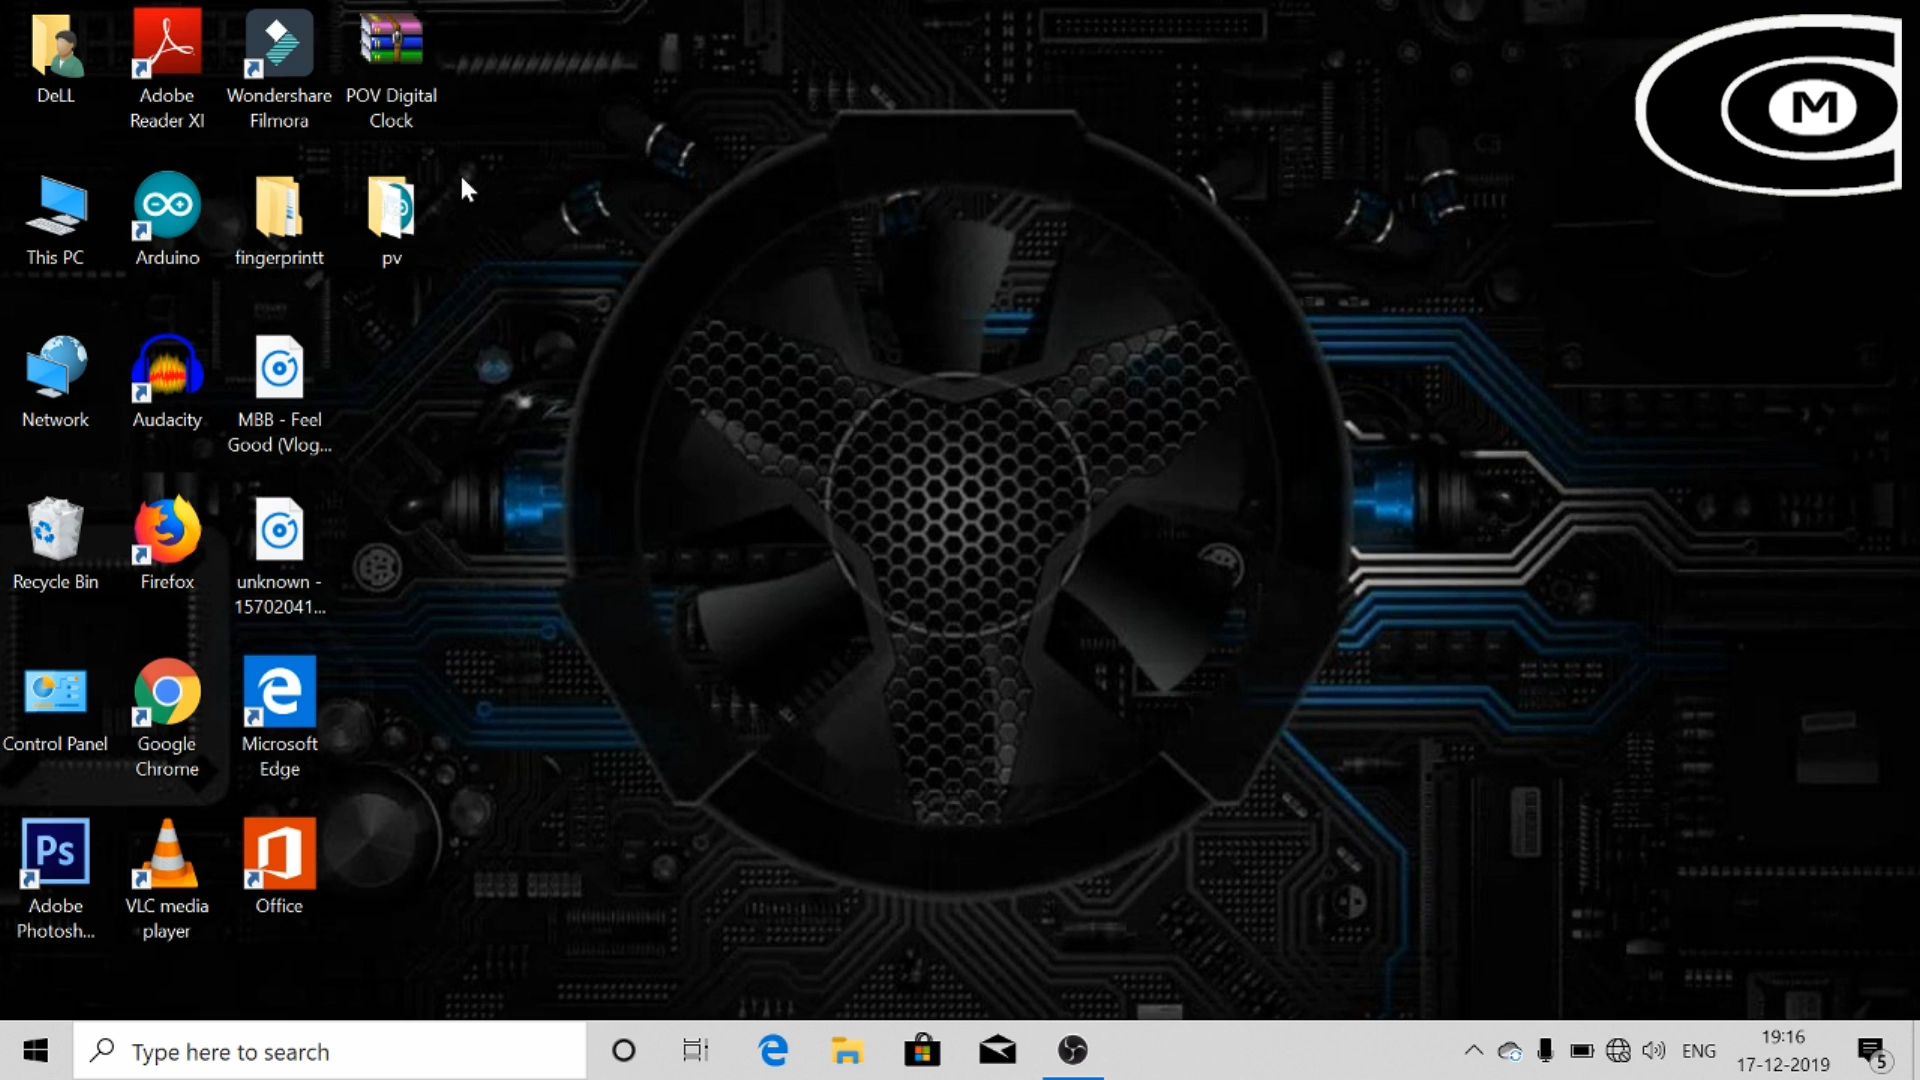 DeLL
Adobe
Reader XI
Wondershare
Filmora
POV Digital
Clock
M
This PC
Arduino
fingerprintt
pv
Network
Audacity
MBB - Feel
Good (Vlog...
Recycle Bin
Firefox
unknown -
15702041...
Control Panel
Google
Chrome
Microsoft
Edge
Ps
Adobe
Photosh...
VLC media
player
Office
Type here to search
ENG
19:16
17-12-2019
5